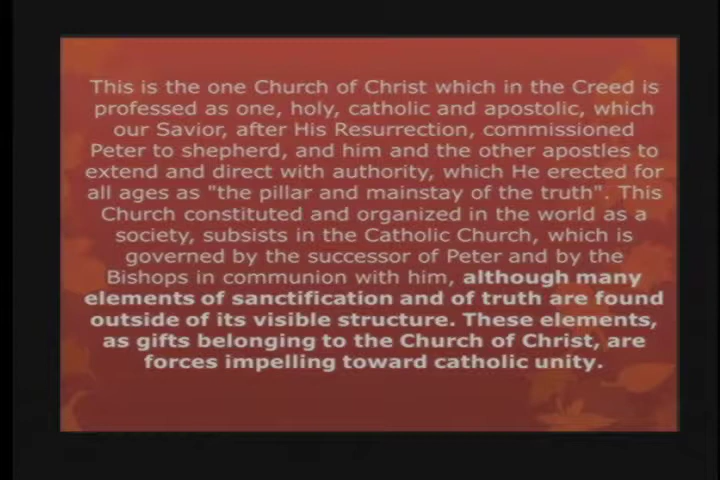 This is the one Church of Christ which in the Creed is
professed as one, holy, catholic and apostolic, which
our Savior, after His Resurrection, commissioned
Peter to shepherd, and him and the other apostles to
extend and direct with authority, which He erected for
all ages as "the pillar and mainstay of the truth". This
Church constituted and organized in the world as a
society, subsists in the Catholic Church, which is
governed by the successor of Peter and by the
Bishops in communion with him, although many
elements of sanctification and of truth are found
outside of its visible structure. These elements,
as gifts belonging to the Church of Christ, are
forces impelling toward catholic unity.